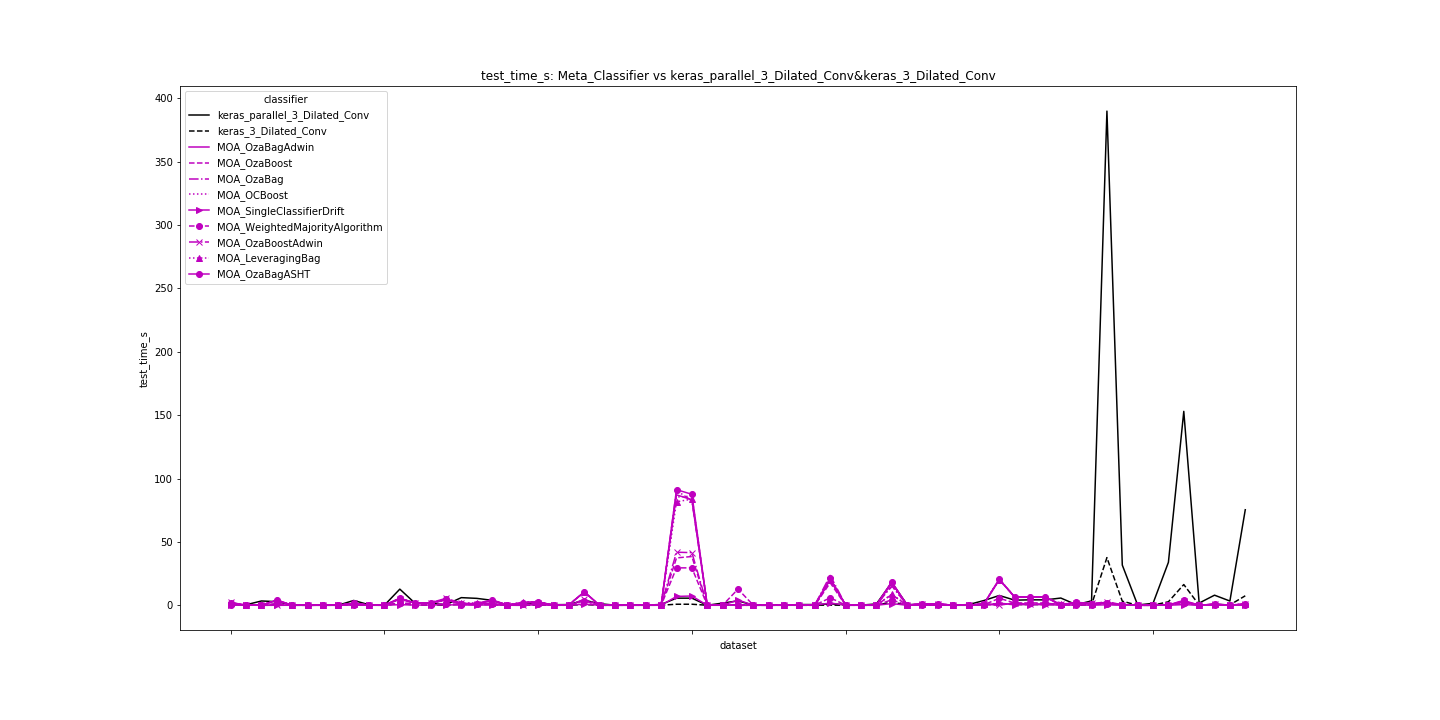 test_time_s: Meta_Classifier vs keras_parallel_3_Dilated_Conv&keras_3_Dilated_Conv
classifier
keras_parallel_3_Dilated_Conv
keras_3_Dilated_Conv
MOA_OzaBagAdwin
MOA_OzaBoost
MOA_OzaBag
MOA_OCBoost
MOA_SingleClassifierDrift
MOA_WeightedMajorityAlgorithm
MOA_OzaBoostAdwin
MOA_LeveragingBag
MOA_OzaBagASHT
400
350
300
250
200
150
100
50
0
test_time_s
dataset